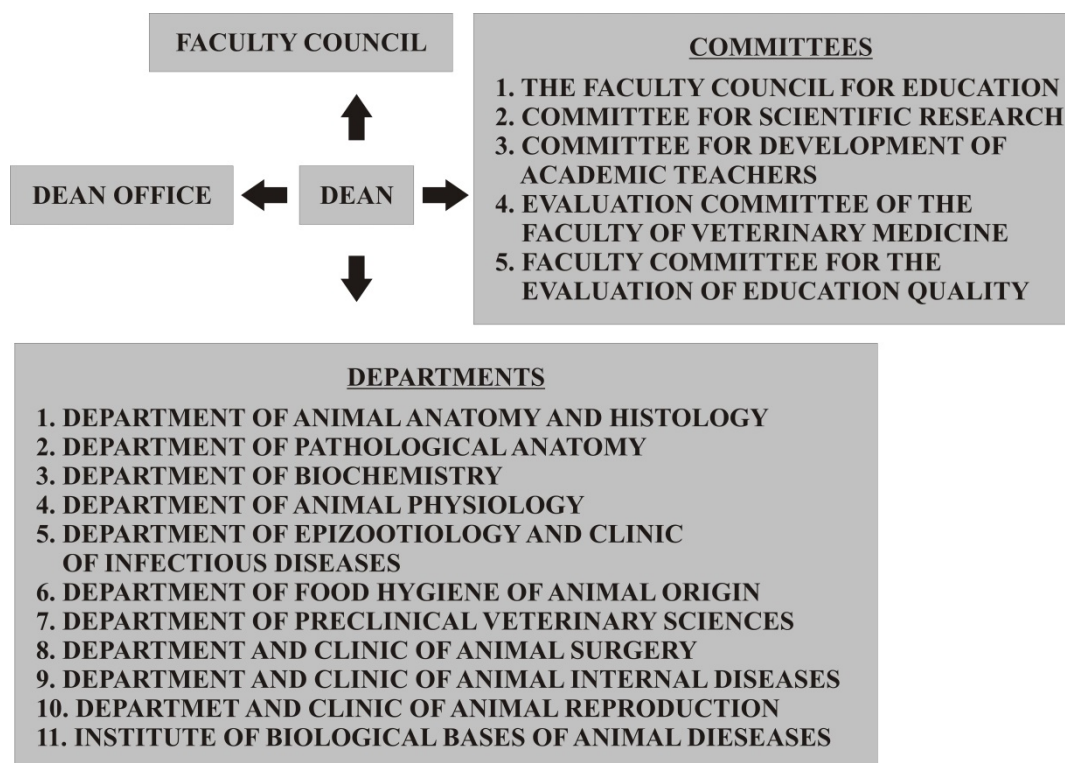 FACULTY COUNCIL
DEAN OFFICE
DEAN
COMMITTEES
1. THE FACULTY COUNCIL FOR EDUCATION
2. COMMITTEE FOR SCIENTIFIC RESEARCH
3. COMMITTEE FOR DEVELOPMENT OF
ACADEMIC TEACHERS
4. EVALUATION COMMITTEE OF THE
FACULTY OF VETERINARY MEDICINE
5. FACULTY COMMITTEE FOR THE
EVALUATION OF EDUCATION QUALITY
DEPARTMENTS
1. DEPARTMENT OF ANIMAL ANATOMY AND HISTOLOGY
2. DEPARTMENT OF PATHOLOGICAL ANATOMY
3. DEPARTMENT OF BIOCHEMISTRY
4. DEPARTMENT OF ANIMAL PHYSIOLOGY
5. DEPARTMENT OF EPIZOOTIOLOGY AND CLINIC
OF INFECTIOUS DISEASES
6. DEPARTMENT OF FOOD HYGIENE OF ANIMAL ORIGIN
7. DEPARTMENT OF PRECLINICAL VETERINARY SCIENCES
8. DEPARTMENT AND CLINIC OF ANIMAL SURGERY
9. DEPARTMENT AND CLINIC OF ANIMAL INTERNAL DISEASES
10. DEPARTMET AND CLINIC OF ANIMAL REPRODUCTION
11. INSTITUTE OF BIOLOGICAL BASES OF ANIMAL DIESEASES